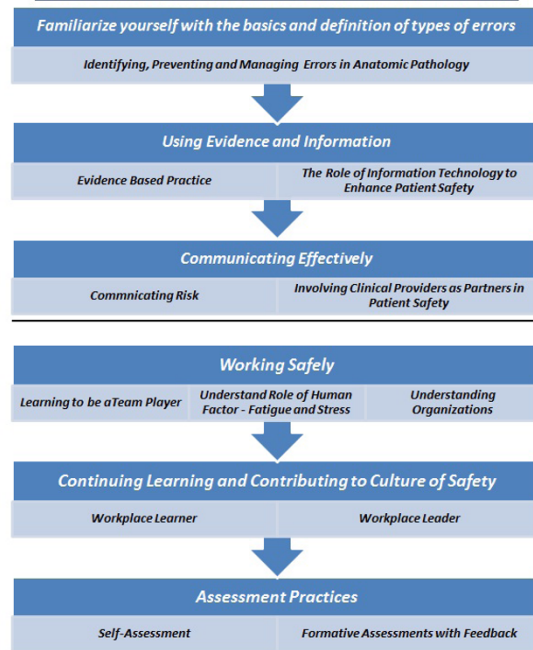 Familiarize yourself with the basics and definition of types of errors
Identifying, Preventing and Managing Errors in Anatomic Pathology
Using Evidence and Information
Evidence Based Practice
The Role of Information Technology to
Enhance Patient Safety
Communicating Effectively
Commnicating Risk
Involving Clinical Providers as Partners in
Patient Safety
Working Safely
Learning to be aTeam Player
Understand Role of Human
Factor - Fatigue and Stress
Understanding
Organizations
Continuing Learning and Contributing to Culture of Safety
Workplace Learner
Workplace Leader
Assessment Practices
Self-Assessment
Formative Assessments with Feedback